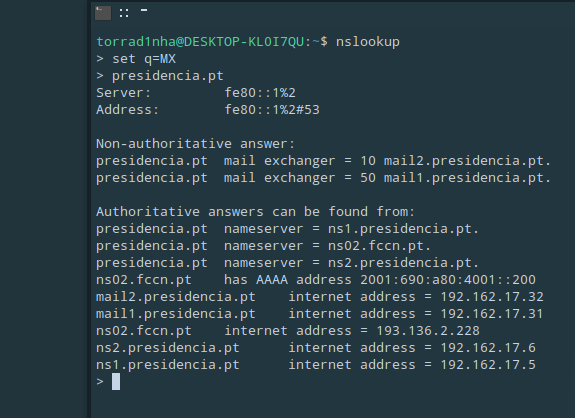 torrad1nha@DESKTOP-KL0I7QU:~$ nslookup
> set q=MX
> presidencia.pt
Server:         fe80::1%2
Address:        fe80::1%2#53
Non-authoritative answer:
presidencia.pt  mail exchanger = 10 mail2.presidencia.pt.
presidencia.pt  mail exchanger = 50 mail1.presidencia.pt.
Authoritative answers can be found from:
presidencia.pt  nameserver = ns1.presidencia.pt.
presidencia.pt  nameserver = ns02.fccn.pt.
presidencia.pt  nameserver = ns2.presidencia.pt.
ns02.fccn.pt    has AAAA address 2001:690:a80:4001::200
mail2.presidencia.pt    internet address = 192.162.17.32
mail1.presidencia.pt    internet address = 192.162.17.31
ns02.fccn.pt    internet address = 193.136.2.228
ns2.presidencia.pt      internet address = 192.162.17.6
ns1.presidencia.pt      internet address = 192.162.17.5
>